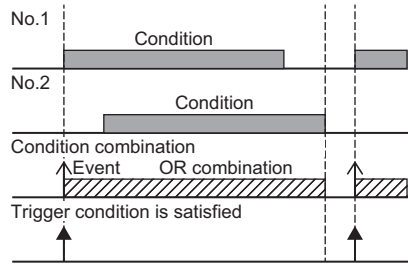 No.1
Condition
No.2
Condition
Condition combination
Event OR combination
Trigger condition is satisfied